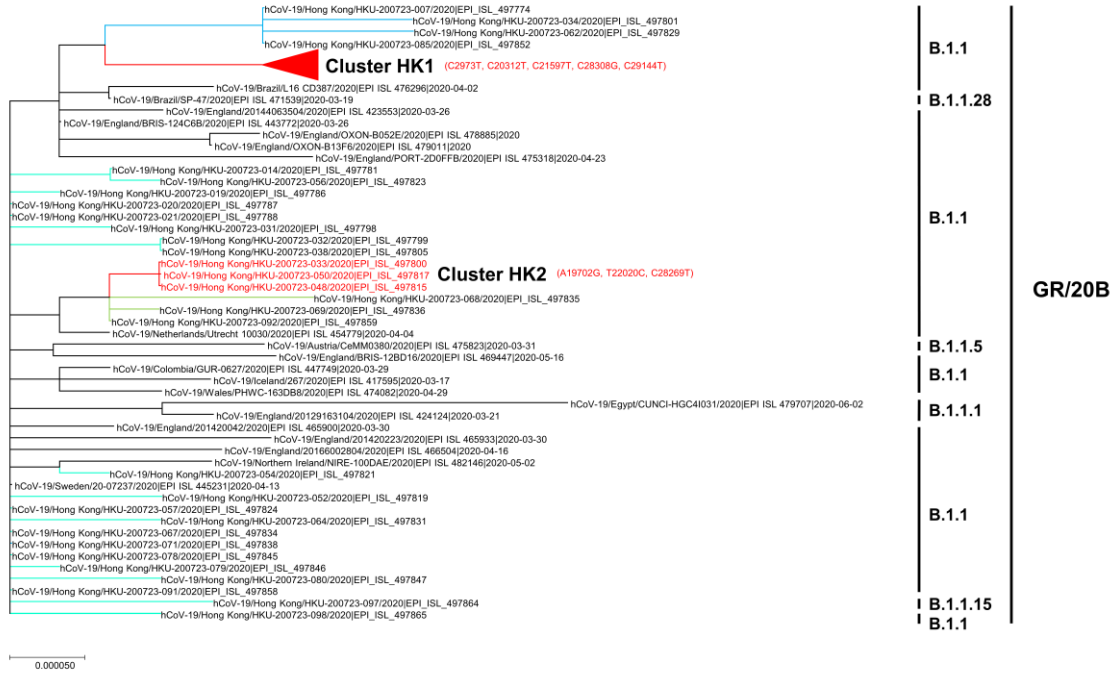 hCoV-19/Hong Kong/HKU-200723-007/2020|EPI_ISL_497774
hCoV-19/Hong Kong/HKU-200723-034/2020|EPI_ISL_497801
hCoV-19/Hong Kong/HKU-200723-062/2020|EPI_ISL_497829
hCoV-19/Hong Kong/HKU-200723-085/2020|EPI_ISL_497852
B.1.1
Cluster HK1 (C2973T, C20312T, C21597T, C28308G, C29144T)
hCoV-19/Brazil/L16 CD387/2020|EPI ISL 476296|2020-04-02
hCoV-19/Brazil/SP-47/2020|EPI ISL 471539|2020-03-19
B.1.1.28
hCoV-19/England/20144063504/2020|EPI ISL 423553|2020-03-26
hCoV-19/England/BRIS-124C6B/2020|EPI ISL 443772|2020-03-26
hCoV-19/England/OXON-B052E/2020|EPI ISL 478885|2020
hCoV-19/England/OXON-B13F6/2020|EPI ISL 479011|2020
hCoV-19/England/PORT-2D0FFB/2020|EPI ISL 475318|2020-04-23
hCoV-19/Hong Kong/HKU-200723-014/2020|EPI_ISL_497781
hCoV-19/Hong Kong/HKU-200723-056/2020|EPI_ISL_497823
hCoV-19/Hong Kong/HKU-200723-019/2020|EPI_ISL_497786
hCoV-19/Hong Kong/HKU-200723-020/2020|EPI_ISL_497787
hCoV-19/Hong Kong/HKU-200723-021/2020|EPI_ISL_497788
B.1.1
hCoV-19/Hong Kong/HKU-200723-031/2020|EPI_ISL_497798
hCoV-19/Hong Kong/HKU-200723-032/2020|EPI_ISL_497799
hCoV-19/Hong Kong/HKU-200723-038/2020|EPI_ISL_497805
hCoV-19/Hong Kong/HKU-200723-033/2020|EPI_ISL_497800
hCoV-19/Hong Kong/HKU-200723-050/2020|EPI_ISL_497817
Cluster HK2 (A19702G, T22020C, C28269T)
hCoV-19/Hong Kong/HKU-200723-048/2020|EPI_ISL_497815
GR/20B
hCoV-19/Hong Kong/HKU-200723-068/2020|EPI_ISL_497835
hCoV-19/Hong Kong/HKU-200723-069/2020|EPI_ISL_497836
hCoV-19/Hong Kong/HKU-200723-092/2020|EPI_ISL_497859
hCoV-19/Netherlands/Utrecht 10030/2020|EPI ISL 454779|2020-04-04
hCoV-19/Austria/CeMM0380/2020|EPI ISL 475823|2020-03-31
B.1.1.5
hCoV-19/England/BRIS-12BD16/2020|EPI ISL 469447|2020-05-16
hCoV-19/Colombia/GUR-0627/2020|EPI ISL 447749|2020-03-29
hCoV-19/Iceland/267/2020|EPI ISL 417595|2020-03-17
B.1.1
hCoV-19/Wales/PHWC-163DB8/2020|EPI ISL 474082|2020-04-29
hCoV-19/Egypt/CUNCI-HGC4I031/2020|EPI ISL 479707|2020-06-02
B.1.1.1
hCoV-19/England/20129163104/2020|EPI ISL 424124|2020-03-21
hCoV-19/England/201420042/2020|EPI ISL 465900|2020-03-30
hCoV-19/England/201420223/2020|EPI ISL 465933|2020-03-30
hCoV-19/England/20166002804/2020|EPI ISL 466504|2020-04-16
hCoV-19/Northern Ireland/NIRE-100DAE/2020|EPI ISL 482146|2020-05-02
hCoV-19/Hong Kong/HKU-200723-054/2020|EPI_ISL_497821
hCoV-19/Sweden/20-07237/2020|EPI ISL 445231|2020-04-13
hCoV-19/Hong Kong/HKU-200723-052/2020|EPI_ISL_497819
hCoV-19/Hong Kong/HKU-200723-057/2020|EPI_ISL_497824
B.1.1
hCoV-19/Hong Kong/HKU-200723-064/2020|EPI_ISL_497831
hCoV-19/Hong Kong/HKU-200723-067/2020|EPI_ISL_497834
hCoV-19/Hong Kong/HKU-200723-071/2020|EPI_ISL_497838
hCoV-19/Hong Kong/HKU-200723-078/2020|EPI_ISL_497845
hCoV-19/Hong Kong/HKU-200723-079/2020|EPI_ISL_497846
hCoV-19/Hong Kong/HKU-200723-080/2020|EPI_ISL_497847
hCoV-19/Hong Kong/HKU-200723-091/2020|EPI_ISL_497858
hCoV-19/Hong Kong/HKU-200723-097/2020|EPI_ISL_497864
B.1.1.15
hCoV-19/Hong Kong/HKU-200723-098/2020|EPI_ISL_497865
B.1.1
0.000050